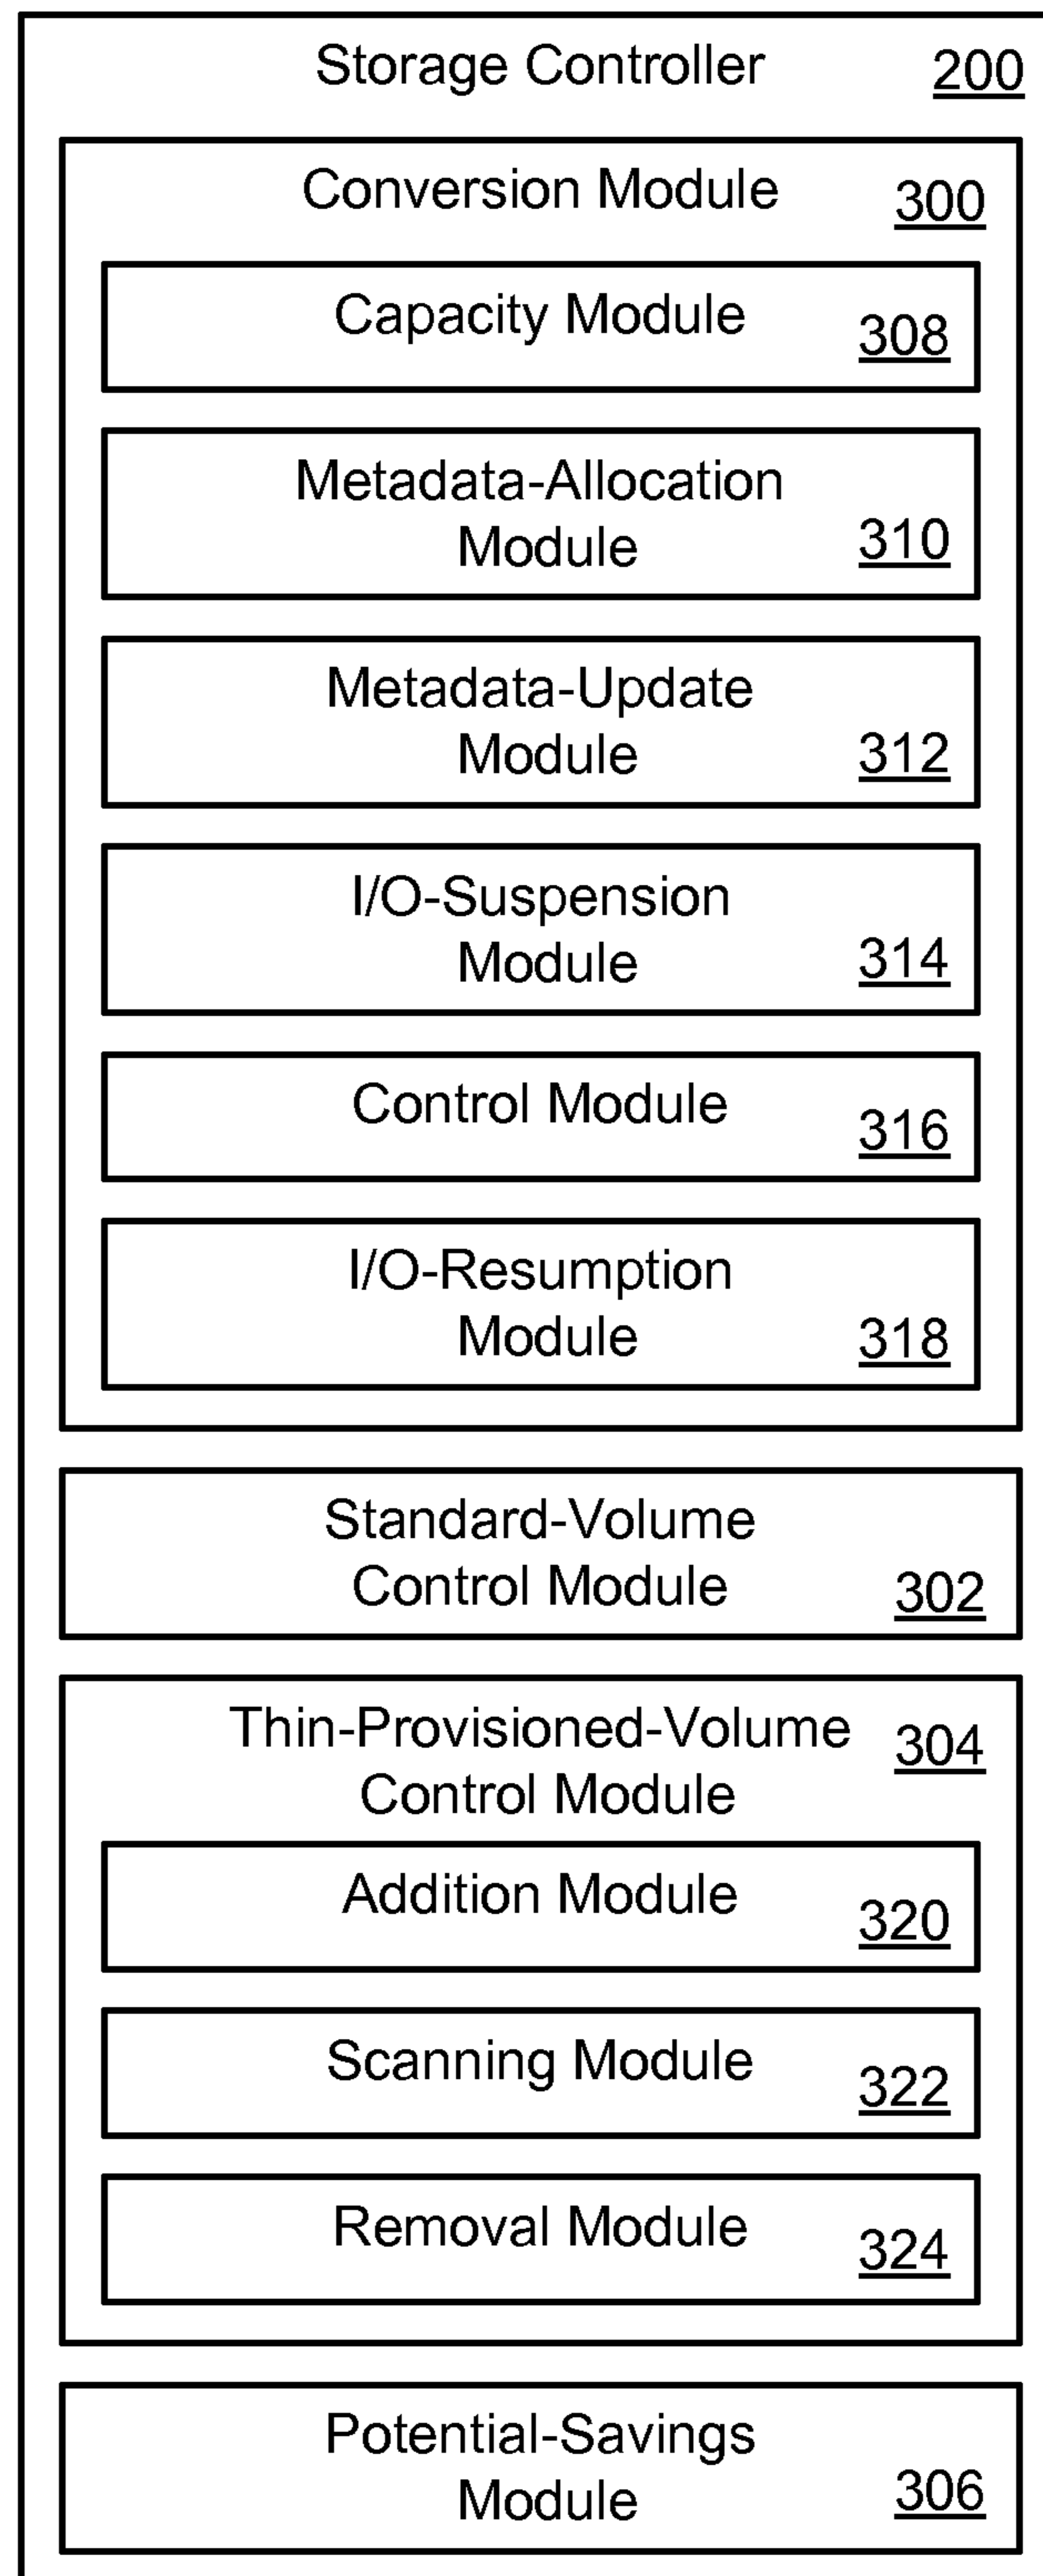 Storage Controller 200
Conversion Module 300
Capacity Module 308
Metadata-Allocation
Module 310
Metadata-Update
Module 312
I/O-Suspension
Module 314
Control Module 316
I/O-Resumption
Module 318
Standard-Volume
Control Module 302
Thin-Provisioned-Volume 304
Control Module
Addition Module 320
Scanning Module 322
Removal Module 324
Potential-Savings
Module 306